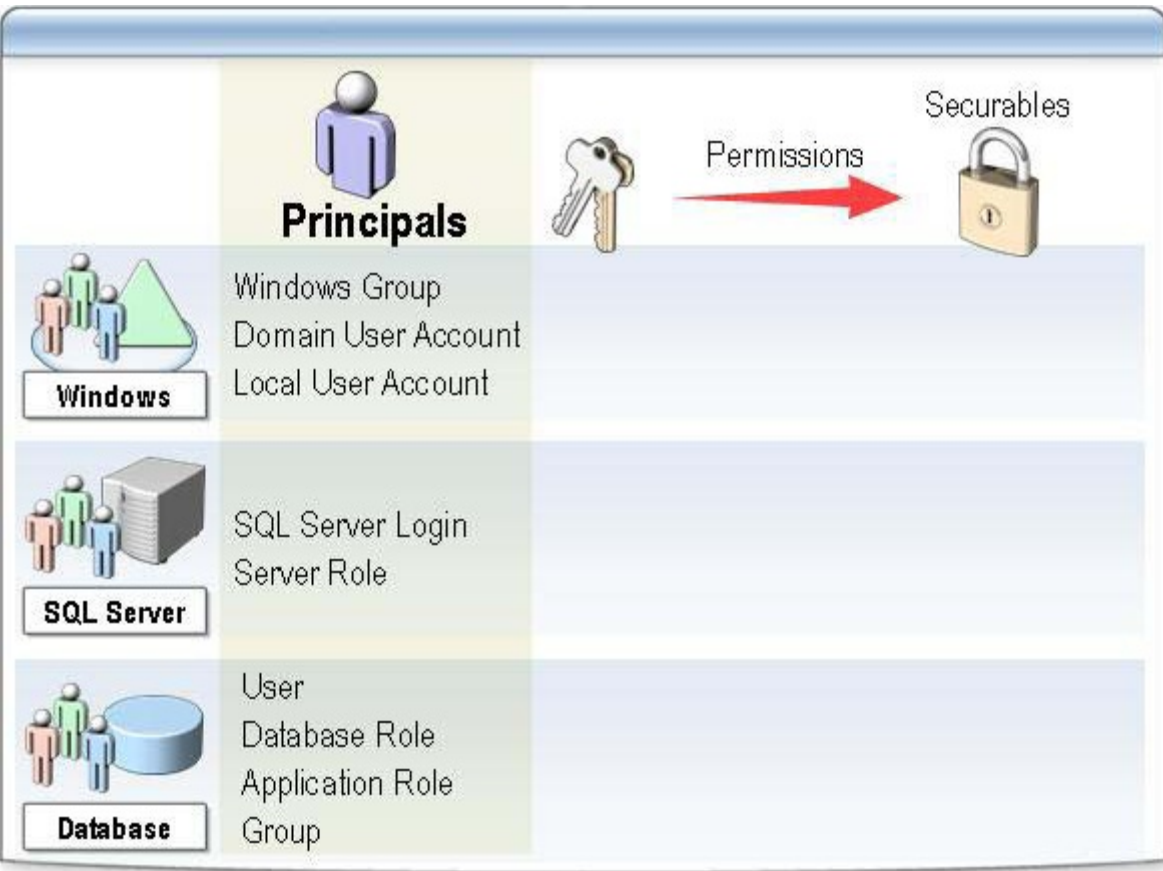 Securables
Permissions
Principals
Windows Group
Domain User Account
Local User Account
Windows
SQL Server Login
Server Role
SQL Server
User
Database Role
Application Role
Group
Database